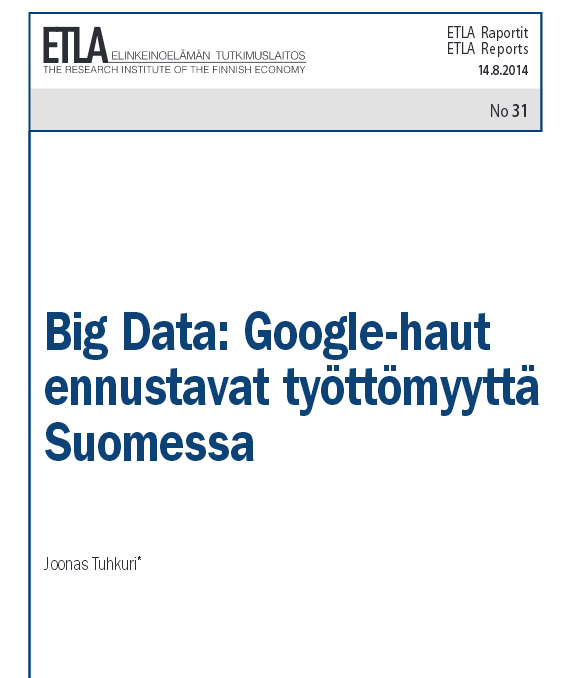 ETLA ELINKEINOELÄMÄN TUTKIMUSLAITOS
THE RESEARCH INSTITUTE OF THE FINNISH ECONOMY
ETLA Raportit
ETLA Reports
14.8.2014
No 31
Big Data: Google-haut
ennustavat työttömyyttä
Suomessa
Joonas Tuhkuri*